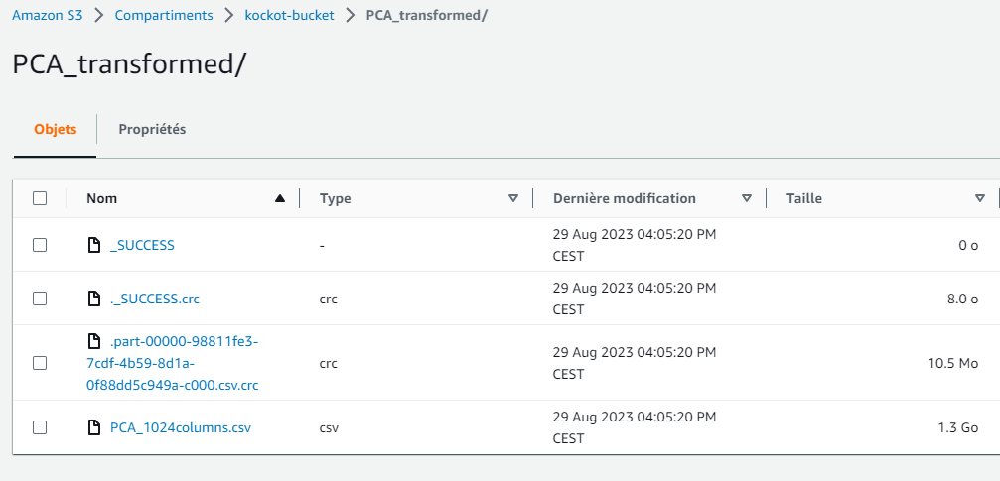 Amazon S3 > Compartiments > kockot-bucket > PCA_transformed/
PCA_transformed/
Objets Propriétés
Nom Type Dernière modification Taille
_SUCCESS - 29 Aug 2023 04:05:20 PM 0 o
CEST
._SUCCESS.crc crc 29 Aug 2023 04:05:20 PM 8.0 o
CEST
.part-00000-98811fe3-
7cdf-4b59-8d1a- crc 29 Aug 2023 04:05:20 PM 10.5 Mo
0f88dd5c949a-c000.csv.crc CEST
PCA_1024columns.csv csv 29 Aug 2023 04:05:20 PM 1.3 Go
CEST